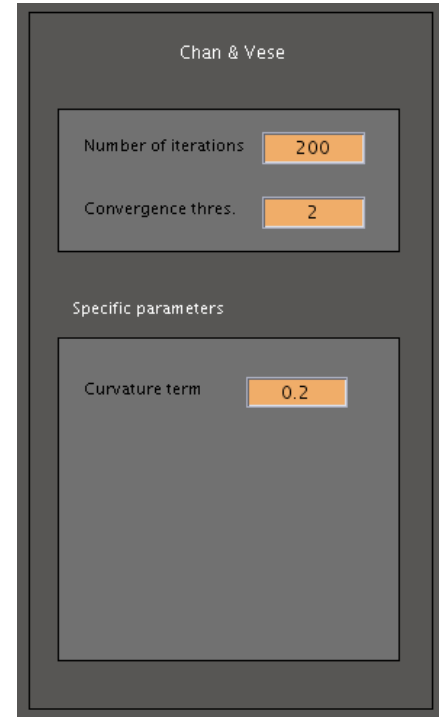 Chan & Vese
Number of iterations 200
Convergence thres. 2
Specific parameters
Curvature term 0.2